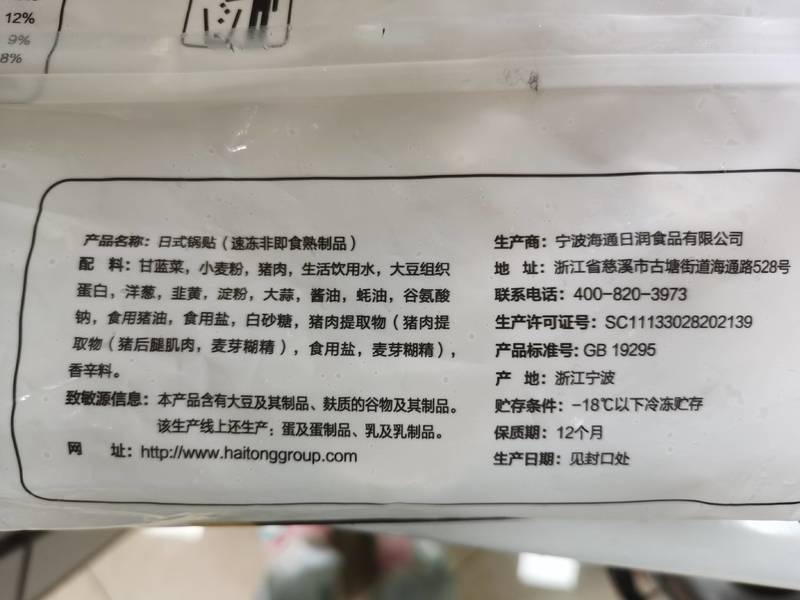 12%
9%
8%
产品名称：日式锅贴（速冻非即食熟制品）
配 料：甘蓝菜，小麦粉，猪肉，生活饮用水，大豆组织
蛋白，洋葱，韭黄，淀粉，大蒜，酱油，蚝油，谷氨酸
钠，食用猪油，食用盐，白砂糖，猪肉提取物（猪肉提
取物（猪后腿肌肉，麦芽糊精），食用盐，麦芽糊精），
香辛料。
致敏源信息：本产品含有大豆及其制品、麸质的谷物及其制品。
该生产线上还生产：蛋及蛋制品、乳及乳制品。
网 址：http://www.haitonggroup.com
生产商：宁波海通日润食品有限公司
地 址：浙江省慈溪市古塘街道海通路528号
联系电话：400-820-3973
生产许可证号：SC11133028202139
产品标准号：GB 19295
产 地：浙江宁波
贮存条件：-18℃以下冷冻贮存
保质期：12个月
生产日期：见封口处